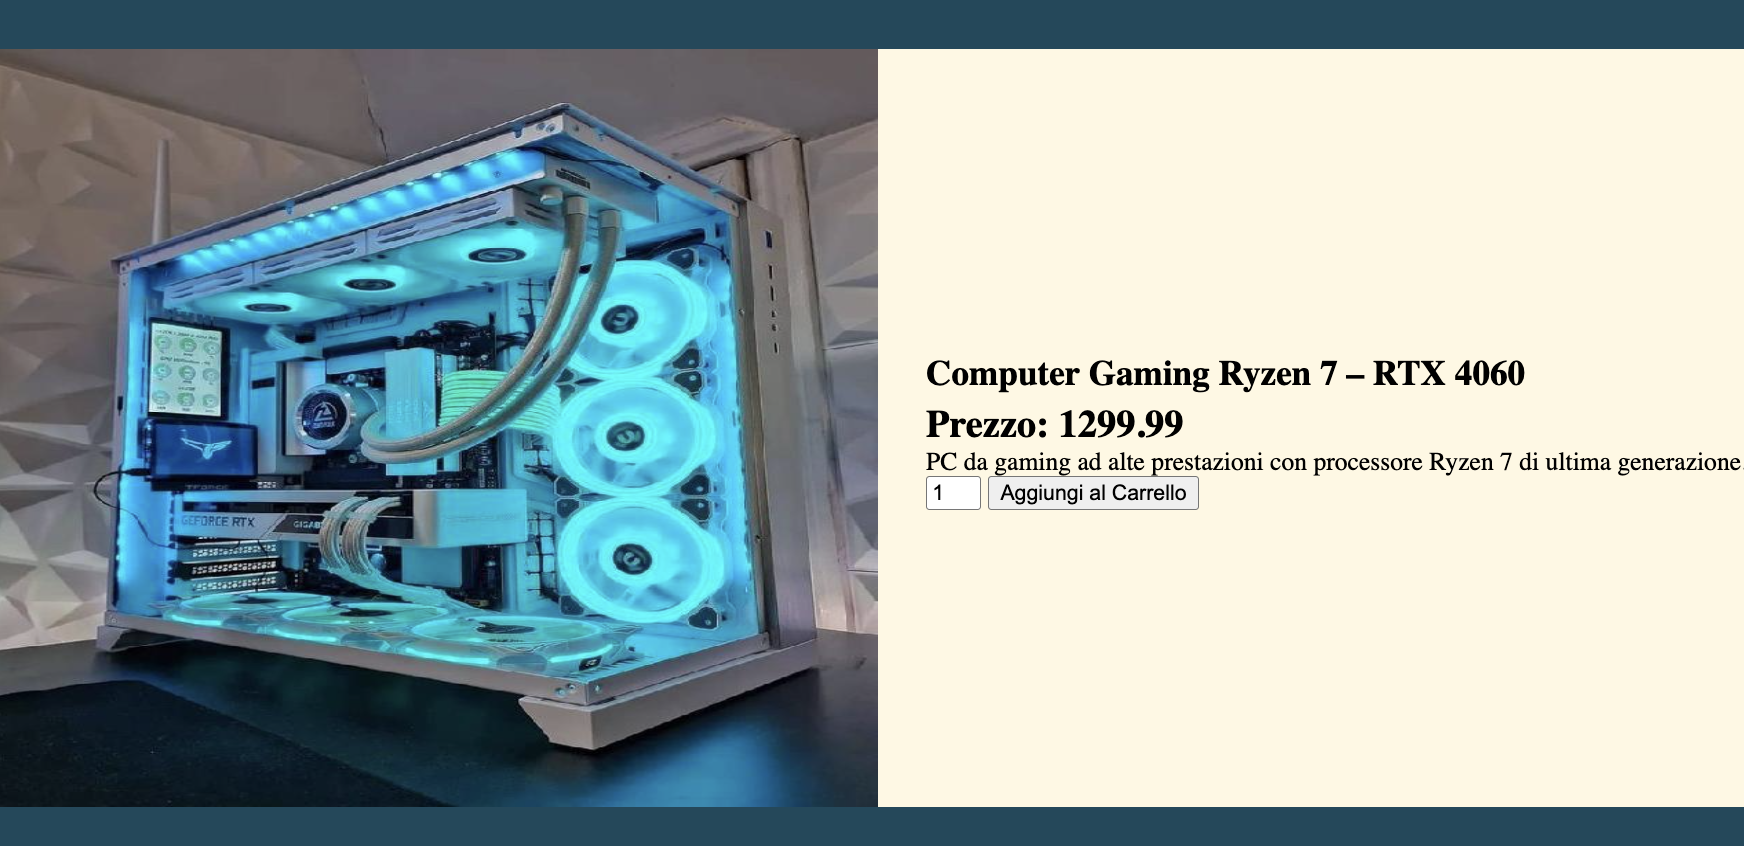 GEFORCE RTX
Computer Gaming Ryzen 7 – RTX 4060
Prezzo: 1299.99
PC da gaming ad alte prestazioni con processore Ryzen 7 di ultima generazione
1
Aggiungi al Carrello